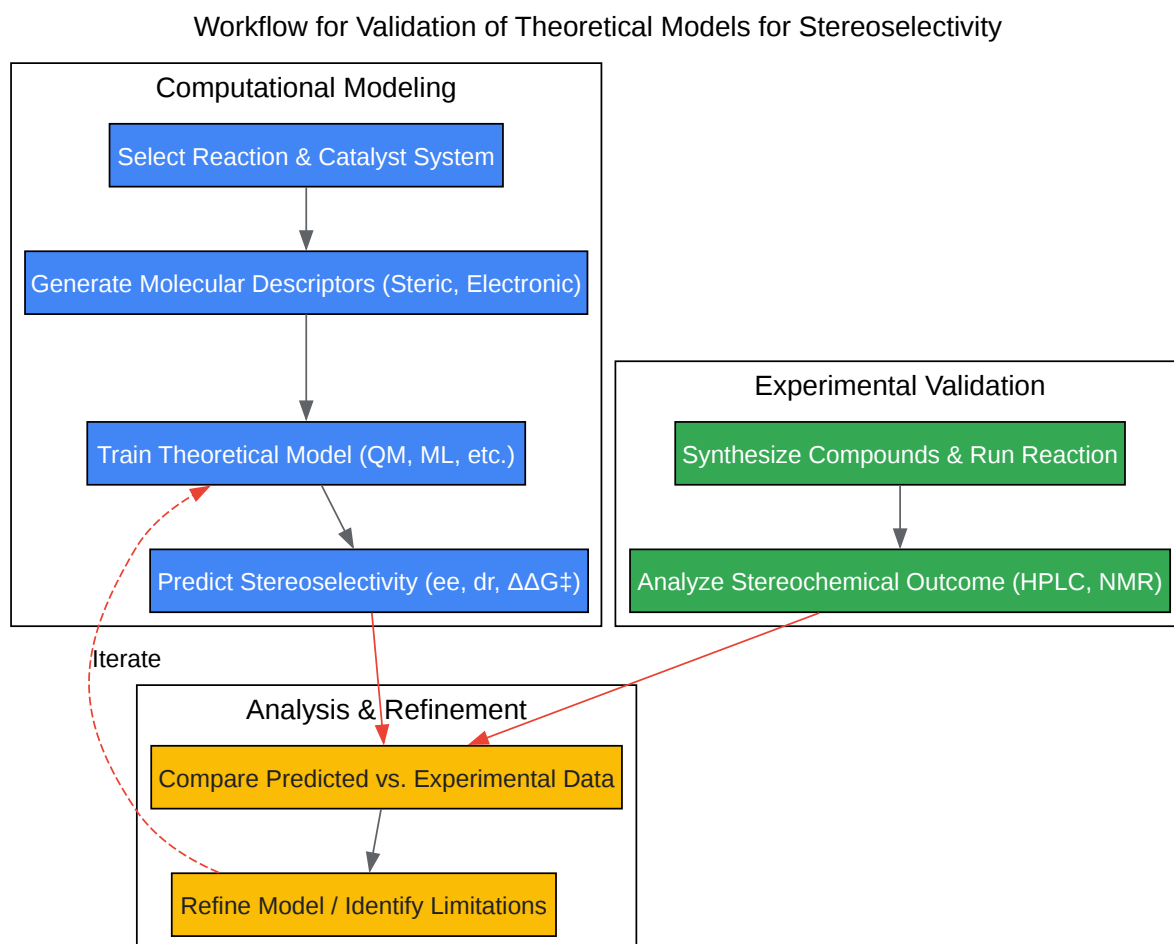 Workflow for Validation of Theoretical Models for Stereoselectivity
Computational Modeling
Select Reaction & Catalyst System
Generate Molecular Descriptors (Steric, Electronic)
Train Theoretical Model (QM, ML, etc.)
Predict Stereoselectivity (ee, dr, ΔΔG‡)
Experimental Validation
Synthesize Compounds & Run Reaction
Analyze Stereochemical Outcome (HPLC, NMR)
Iterate
Analysis & Refinement
Compare Predicted vs. Experimental Data
Refine Model / Identify Limitations